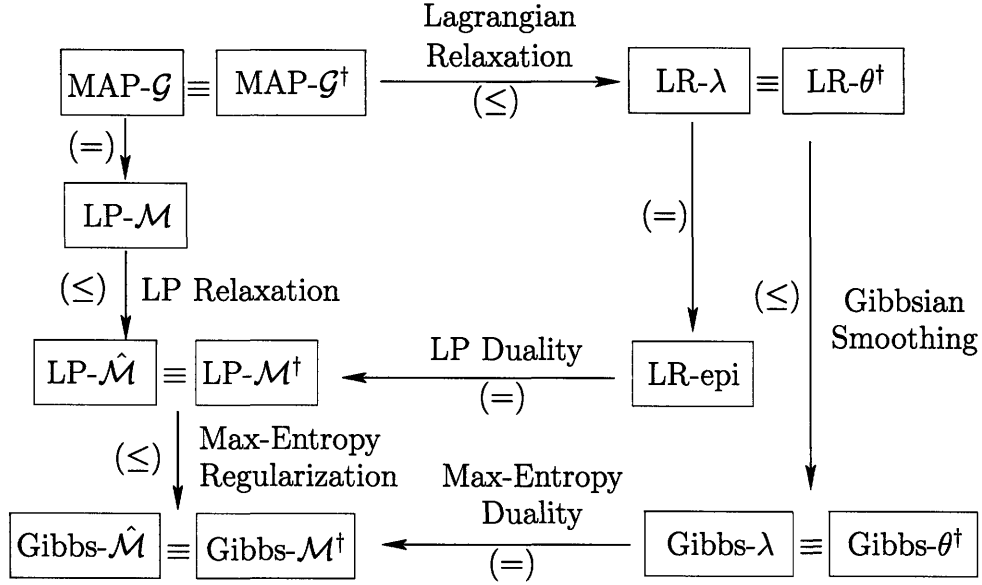 Lagrangian
Relaxation
(≤)
MAP-𝒢 ≡ MAP-𝒢†
LR-λ ≡ LR-θ†
(=)
LP-ℳ
(=)
(≤) LP Relaxation
(≤)
Gibbsian
Smoothing
LP-ℳ̂ ≡ LP-ℳ†
LP Duality
(=)
LR-epi
(≤)
Max-Entropy
Regularization
Max-Entropy
Duality
(=)
Gibbs-ℳ̂ ≡ Gibbs-ℳ†
Gibbs-λ ≡ Gibbs-θ†